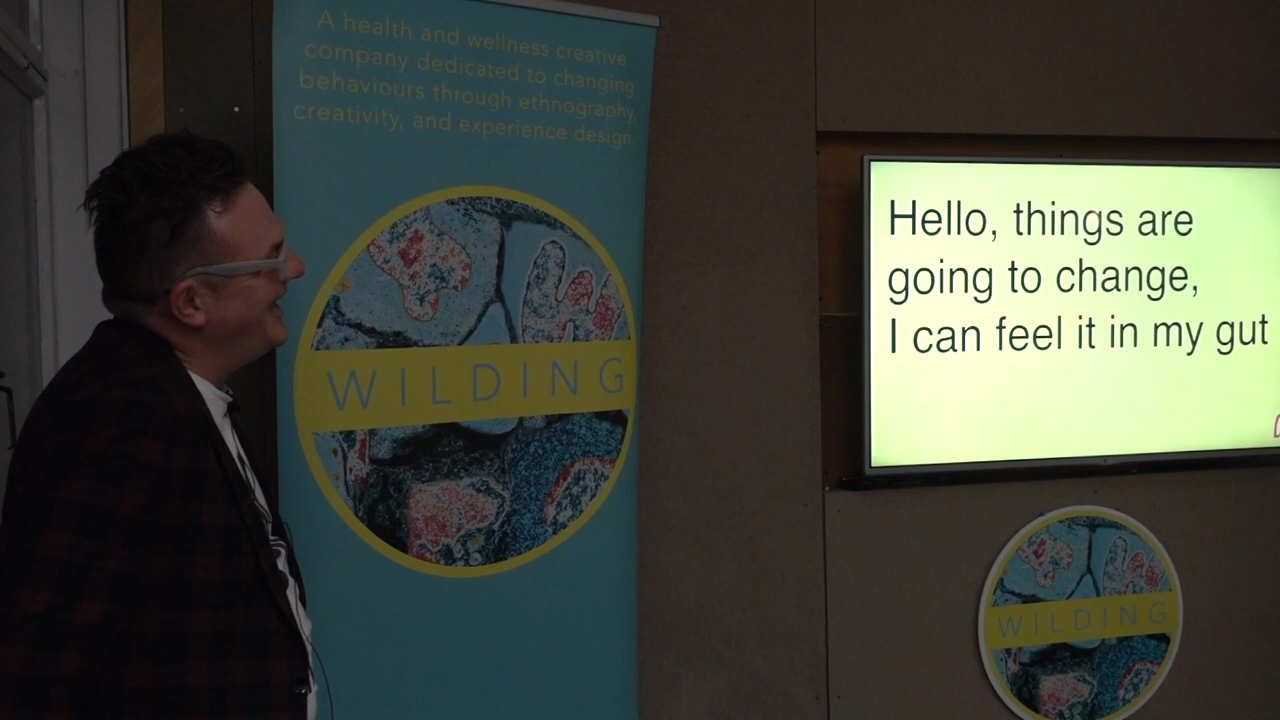 A health and wellness creative
company dedicated to changing
behaviours through ethnography,
creativity, and experience design.
WILDING
Hello, things are
going to change,
I can feel it in my gut
WILDING